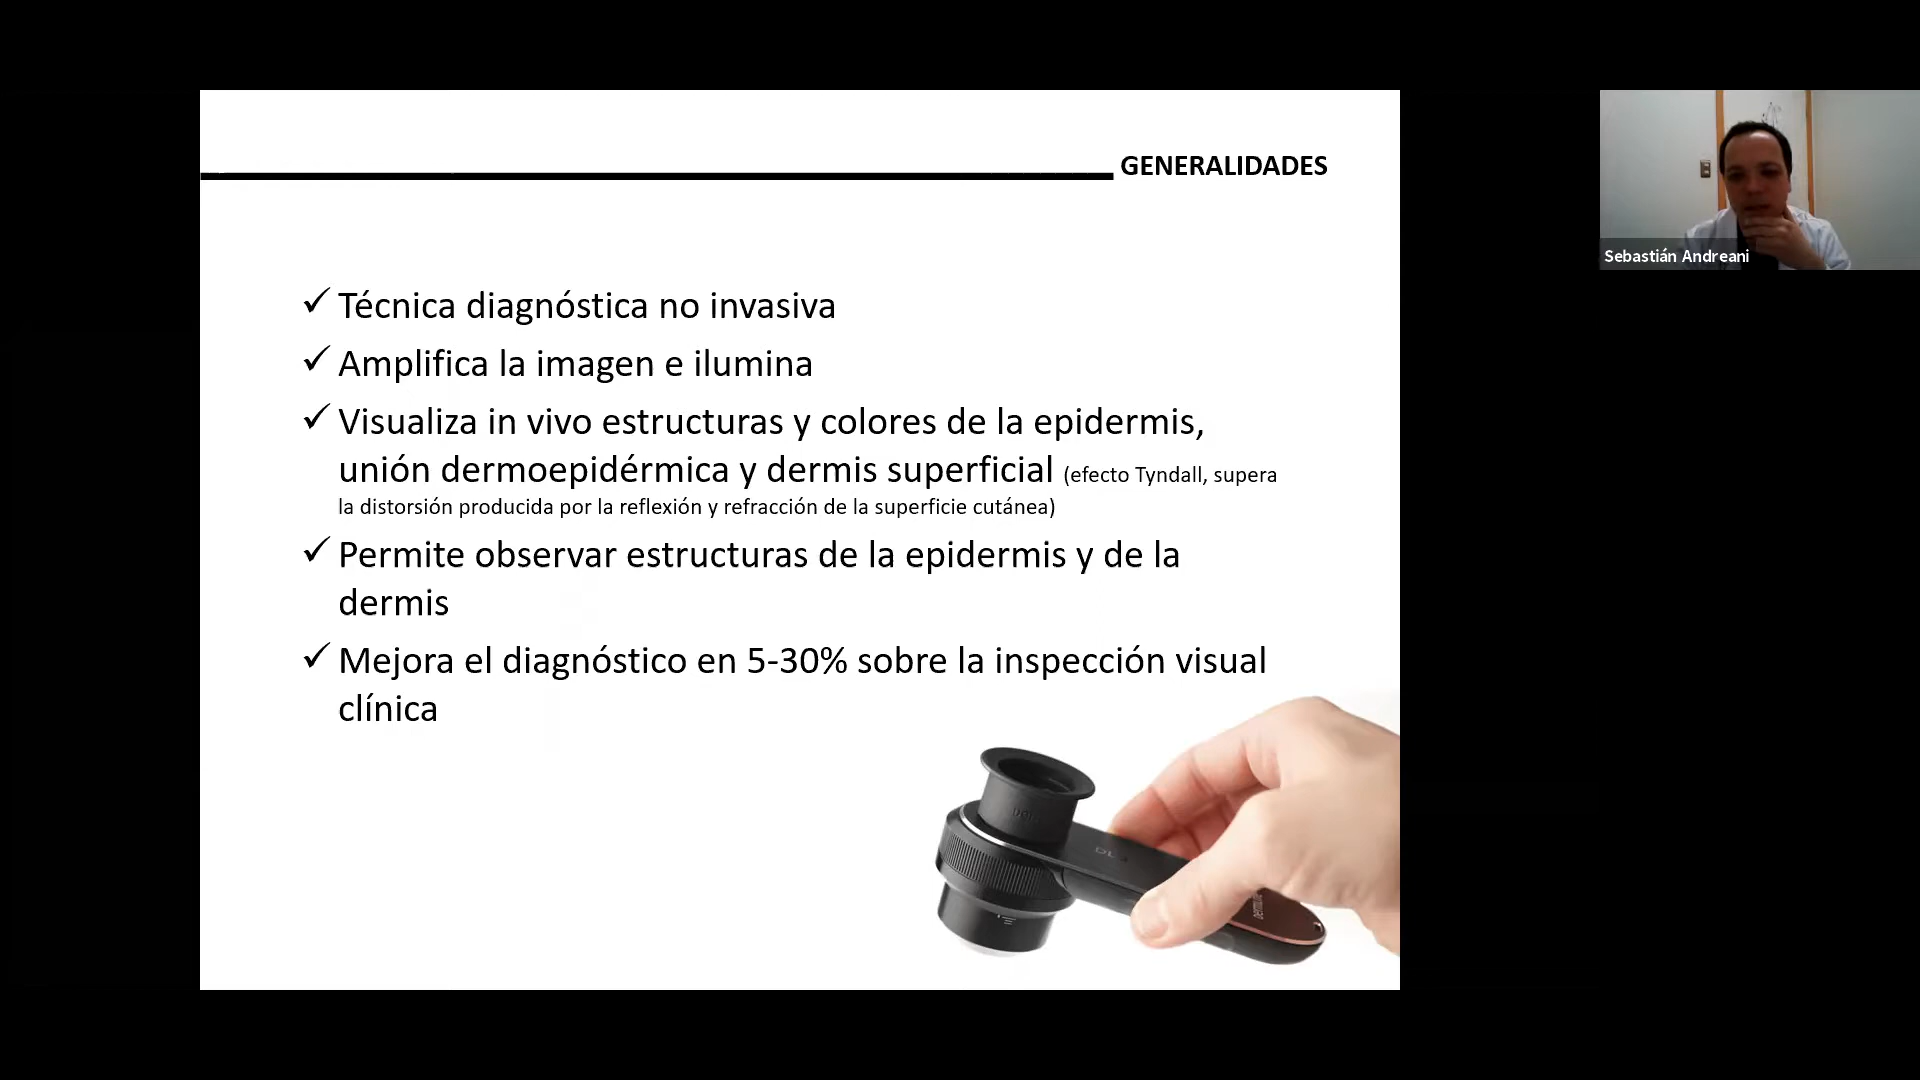 GENERALIDADES
✓ Técnica diagnóstica no invasiva
✓ Amplifica la imagen e ilumina
✓ Visualiza in vivo estructuras y colores de la epidermis,
unión dermoepidérmica y dermis superficial (efecto Tyndall, supera
la distorsión producida por la reflexión y refracción de la superficie cutánea)
✓ Permite observar estructuras de la epidermis y de la
dermis
✓ Mejora el diagnóstico en 5-30% sobre la inspección visual
clínica
Sebastián Andreani